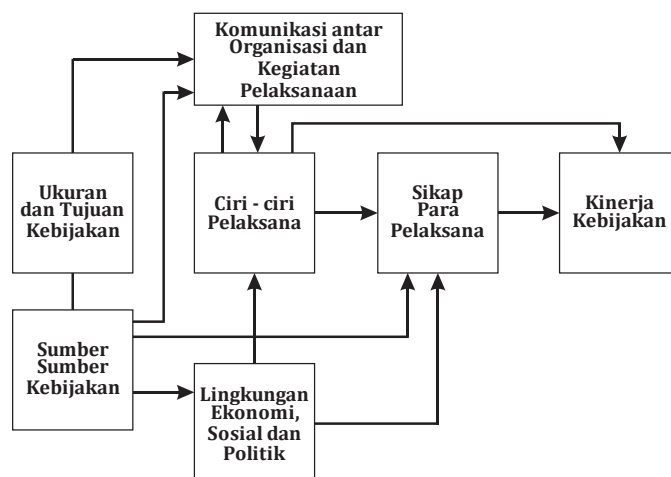 Komunikasi antar
Organisasi dan
Kegiatan
Pelaksanaan
Ukuran
dan Tujuan
Kebijakan
Ciri - ciri
Pelaksana
Sikap
Para
Pelaksana
Kinerja
Kebijakan
Sumber
Sumber
Kebijakan
Lingkungan
Ekonomi,
Sosial dan
Politik